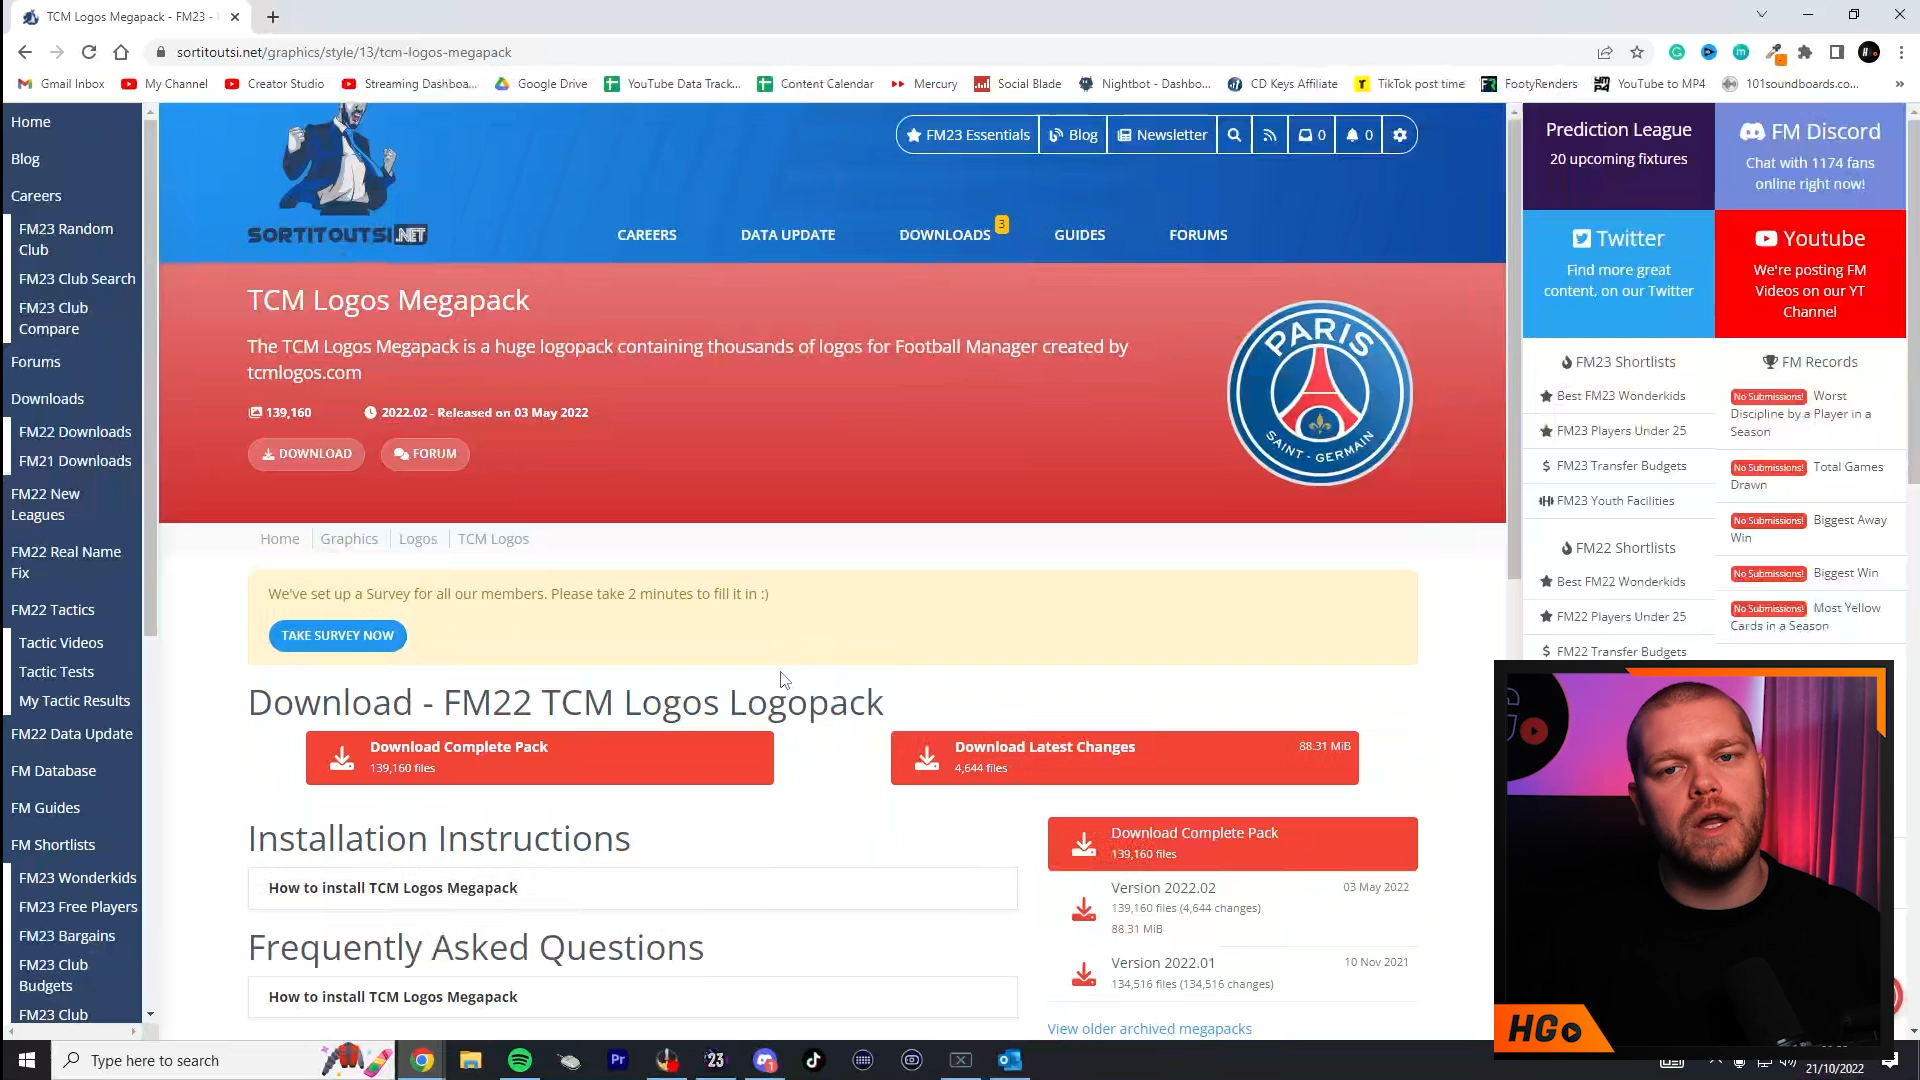 TCM Logos Megapack - FM23 -
sortitoutsi.net/graphics/style/13/tcm-logos-megapack
Gmail Inbox
My Channel
Creator Studio
Streaming Dashboa...
Google Drive
YouTube Data Track...
Content Calendar
Mercury
Social Blade
Nightbot - Dashbo...
CD Keys Affiliate
TikTok post time
FootyRenders
YouTube to MP4
101soundboards.co...
Home
Blog
Careers
FM23 Random
Club
FM23 Club Search
FM23 Club
Compare
Forums
Downloads
FM22 Downloads
FM21 Downloads
FM22 New
Leagues
FM22 Real Name
Fix
FM22 Tactics
Tactic Videos
Tactic Tests
My Tactic Results
FM22 Data Update
FM Database
FM Guides
FM Shortlists
FM23 Wonderkids
FM23 Free Players
FM23 Bargains
FM23 Club
Budgets
FM23 Club
SORTITOUTSI.NET
FM23 Essentials
Blog
Newsletter
0
0
CAREERS
DATA UPDATE
DOWNLOADS 3
GUIDES
FORUMS
TCM Logos Megapack
The TCM Logos Megapack is a huge logopack containing thousands of logos for Football Manager created by
tcmlogos.com
139,160
2022.02 - Released on 03 May 2022
DOWNLOAD
FORUM
PARIS
SAINT - GERMAIN
Home
Graphics
Logos
TCM Logos
We've set up a Survey for all our members. Please take 2 minutes to fill it in :)
TAKE SURVEY NOW
Download - FM22 TCM Logos Logopack
Download Complete Pack
139,160 files
Download Latest Changes
88.31 MiB
4,644 files
Installation Instructions
How to install TCM Logos Megapack
Frequently Asked Questions
How to install TCM Logos Megapack
Download Complete Pack
139,160 files
Version 2022.02
03 May 2022
139,160 files (4,644 changes)
88.31 MiB
Version 2022.01
10 Nov 2021
134,516 files (134,516 changes)
View older archived megapacks
Prediction League
20 upcoming fixtures
FM Discord
Chat with 1174 fans
online right now!
Twitter
Find more great
content, on our Twitter
Youtube
We're posting FM
Videos on our YT
Channel
FM23 Shortlists
Best FM23 Wonderkids
FM23 Players Under 25
FM23 Transfer Budgets
FM23 Youth Facilities
FM22 Shortlists
Best FM22 Wonderkids
FM22 Players Under 25
FM22 Transfer Budgets
FM Records
No Submissions! Worst
Discipline by a Player in a
Season
No Submissions! Total Games
Drawn
No Submissions! Biggest Away
Win
No Submissions! Biggest Win
No Submissions! Most Yellow
Cards in a Season
HGo
Type here to search
Pr
23
21/10/2022